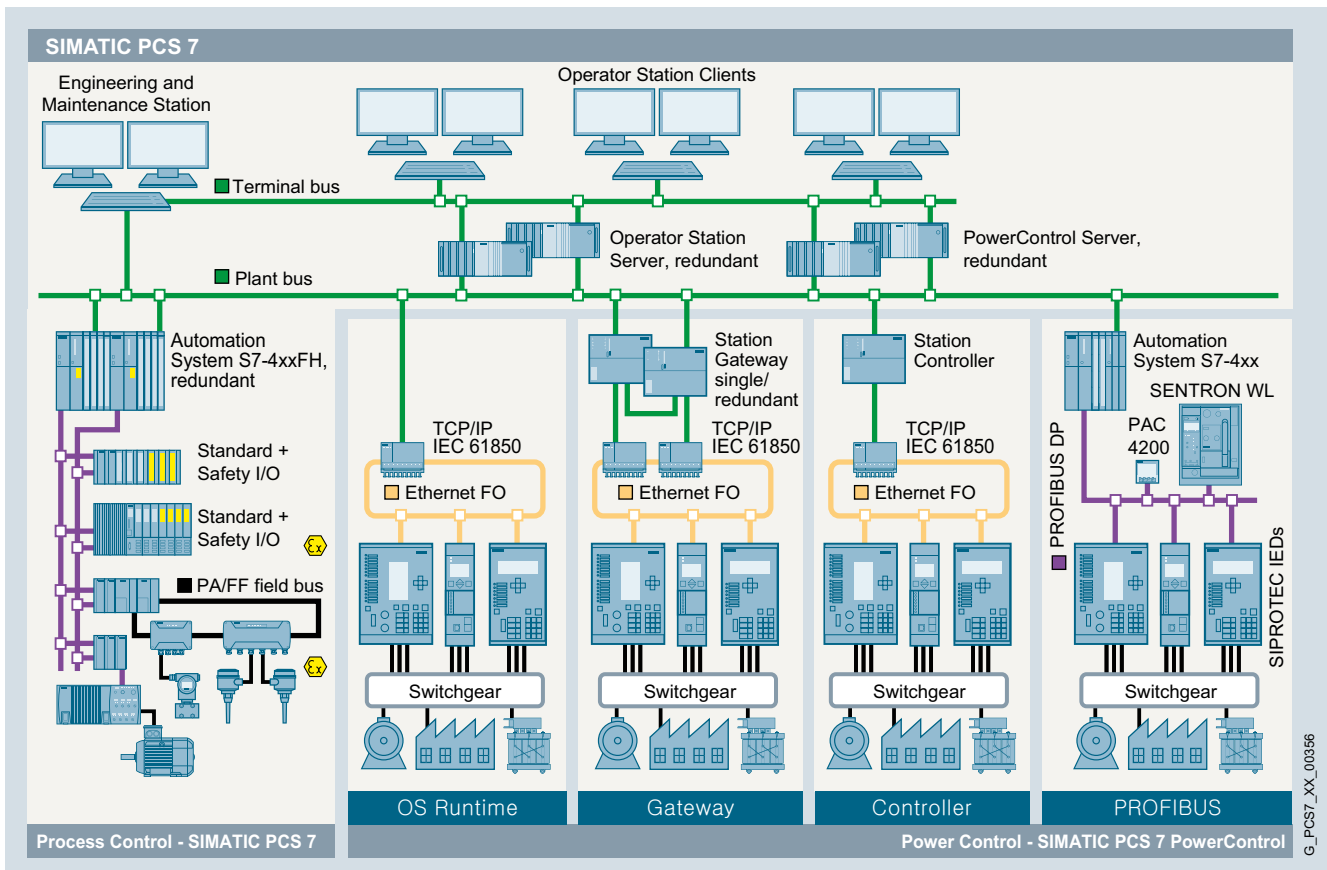 SIMATIC PCS 7
Engineering and
Maintenance Station
Operator Station Clients
Terminal bus
Operator Station
Server, redundant
PowerControl Server,
redundant
Plant bus
Automation
System S7-4xxFH,
redundant
Standard +
Safety I/O
Standard +
Safety I/O
Ex
PA/FF field bus
Ex
TCP/IP
IEC 61850
Ethernet FO
Switchgear
OS Runtime
Station
Gateway
single/
redundant
TCP/IP
IEC 61850
Ethernet FO
Switchgear
Gateway
Station
Controller
TCP/IP
IEC 61850
Ethernet FO
Switchgear
Controller
Automation
System S7-4xx
SENTRON WL
PAC
4200
PROFIBUS DP
SIPROTEC IEDs
Switchgear
PROFIBUS
Process Control - SIMATIC PCS 7
Power Control - SIMATIC PCS 7 PowerControl
G_PCS7_XX_00356